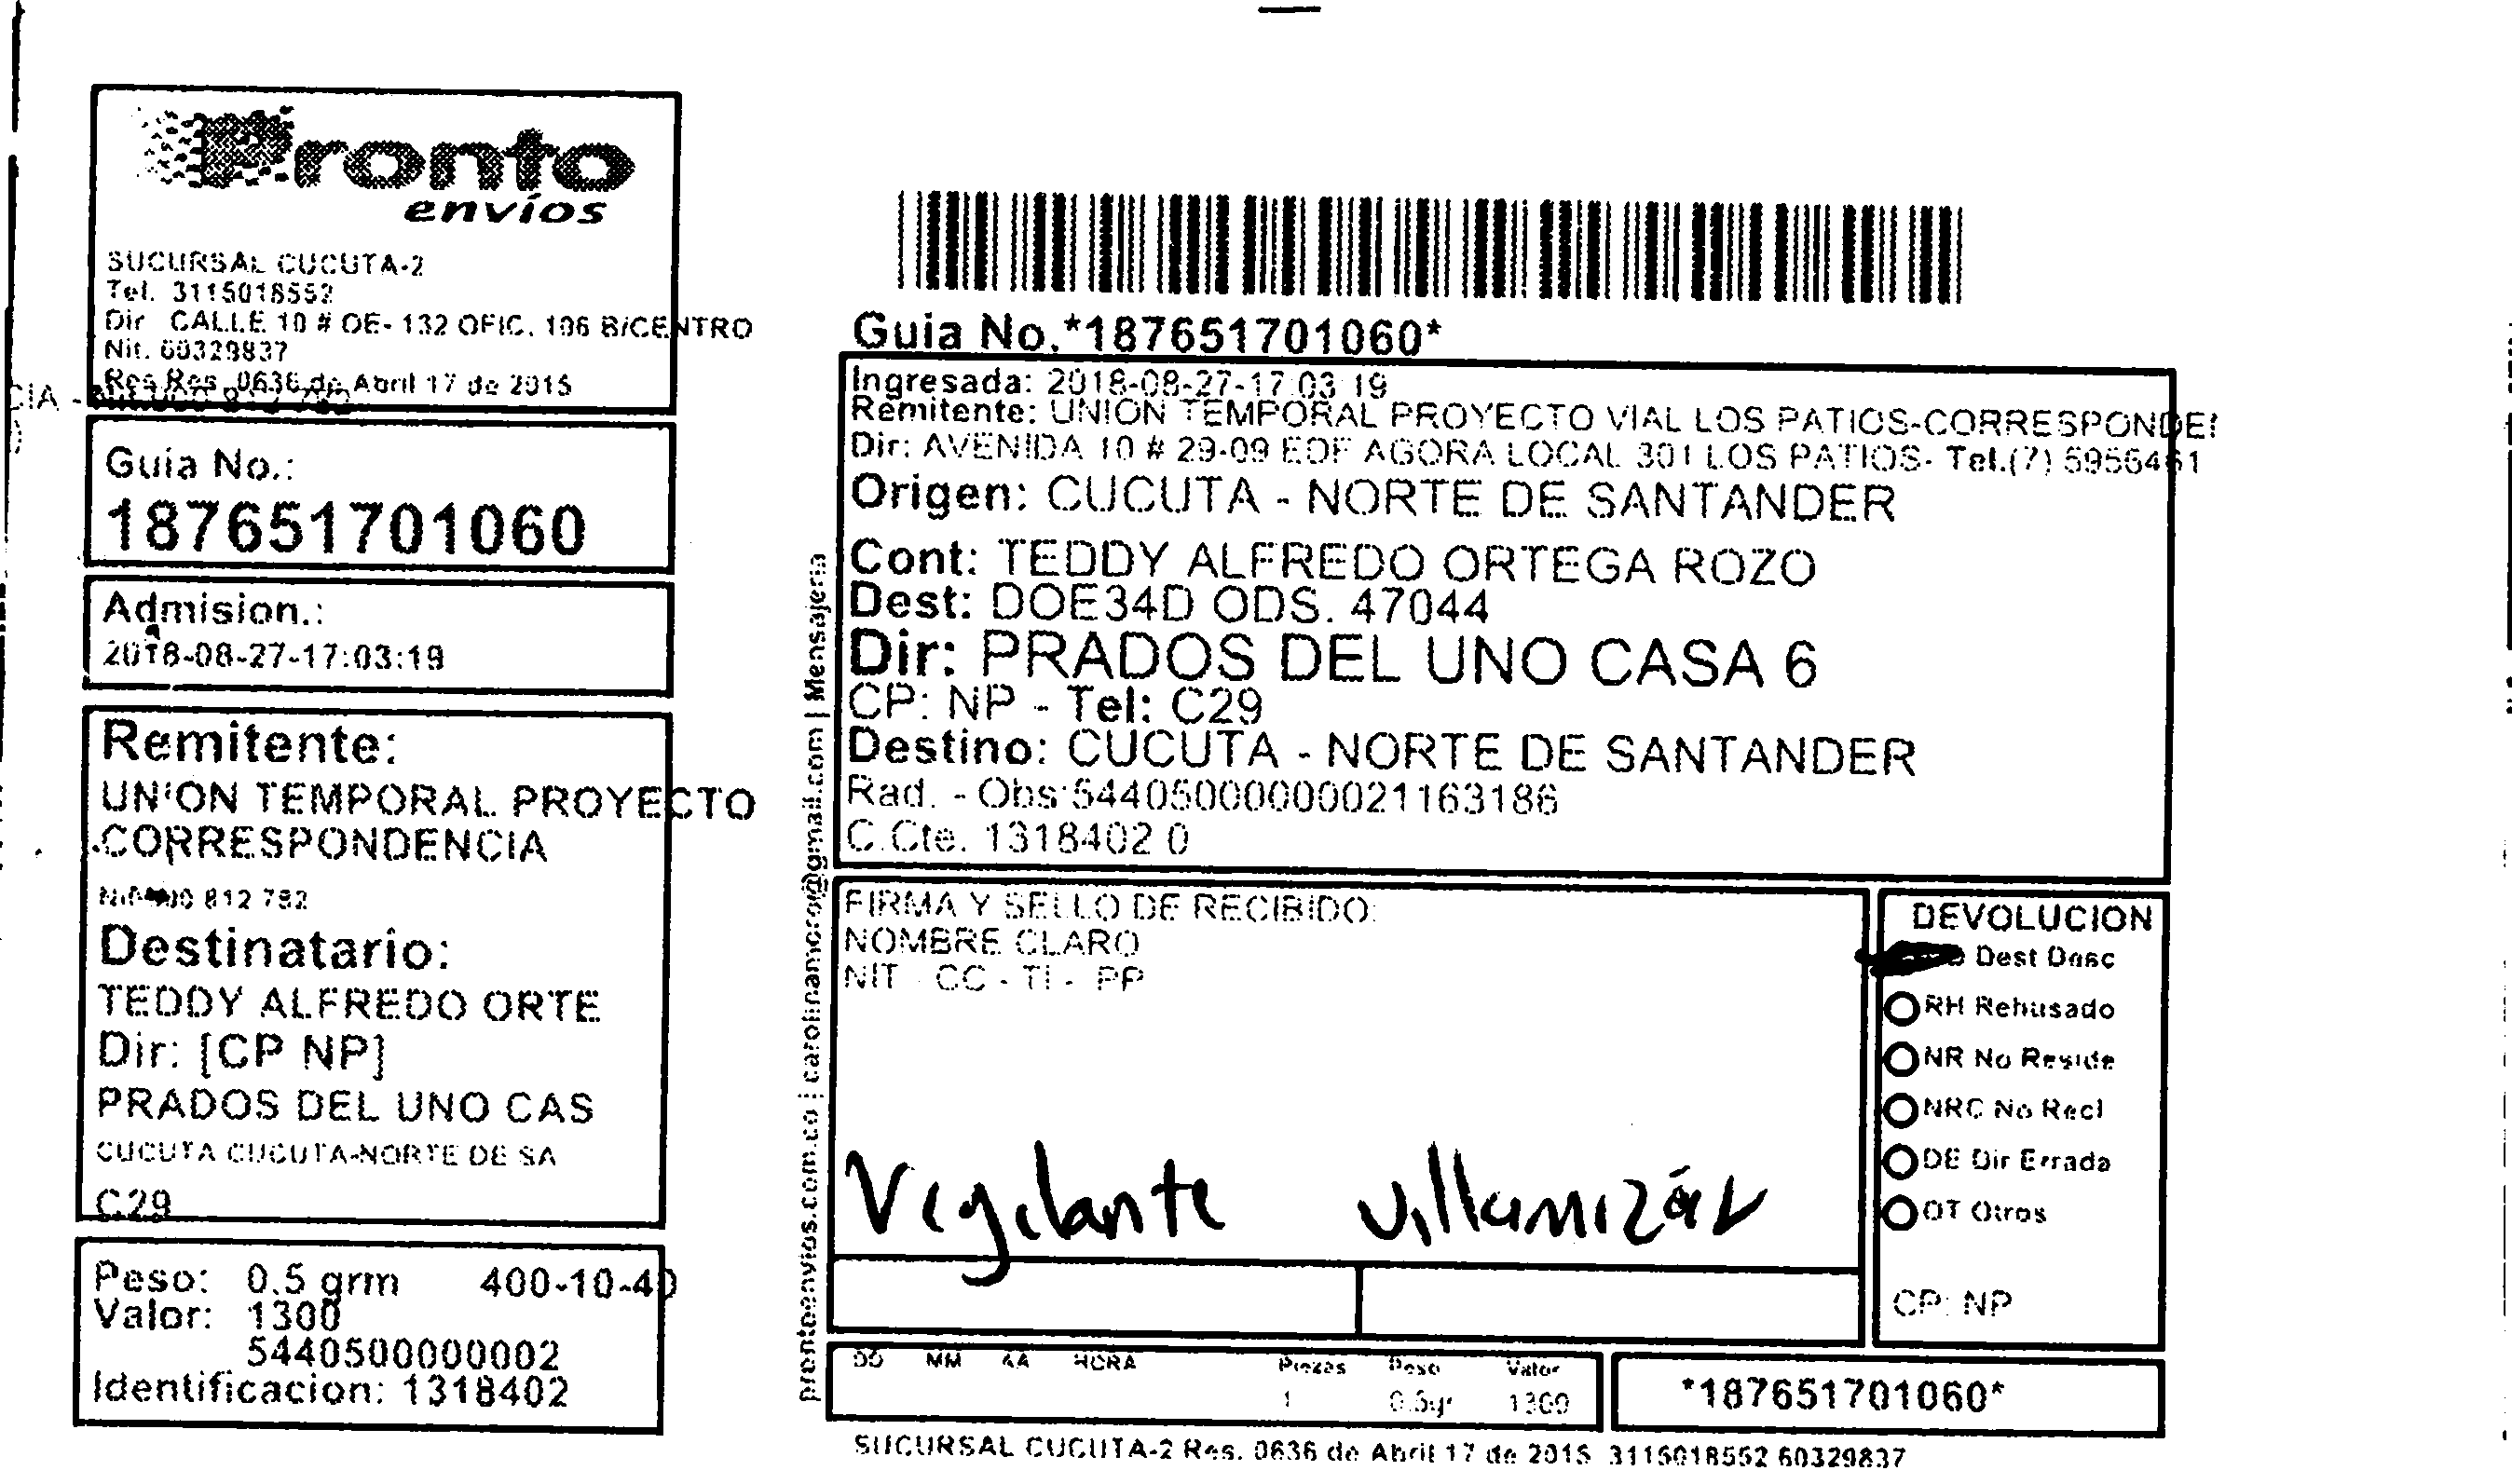 Pronto
envíos
SUCURSAL CUCUTA-2
Tel. 3115018552
Dir CALLE 10 # OE- 132 OFIC. 106 B/CENTRO
Nit. 60329837
Res Res. 0636 de Abril 17 de 2015
CIA -
Guia No.:
187651701060
Admision.:
2018-08-27-17:03:19
Remitente:
UNION TEMPORAL PROYECTO
CORRESPONDENCIA
812 782
Destinatario:
TEDDY ALFREDO ORTE
Dir: [CP NP]
PRADOS DEL UNO CAS
CUCUTA CUCUTA-NORTE DE SA
C29
Peso: 0.5 grm 400-10-40
Valor: 1300
5440500000002
Identificacion: 1318402
prontoenvios.com.co | carolinamoro@gmail.com | Mensajeria
Guia No.*187651701060*
Ingresada: 2018-08-27-17:03 19
Remitente: UNION TEMPORAL PROYECTO VIAL LOS PATIOS-CORRESPONDEN
Dir: AVENIDA 10 # 29-09 EDF AGORA LOCAL 301 LOS PATIOS- Tel.(7) 5956461
Origen: CUCUTA - NORTE DE SANTANDER
Cont: TEDDY ALFREDO ORTEGA ROZO
Dest: DOE34D ODS. 47044
Dir: PRADOS DEL UNO CASA 6
CP: NP - Tel: C29
Destino: CUCUTA - NORTE DE SANTANDER
Rad. - Obs:544050000000021163186
C.Cte. 1318402 0
FIRMA Y SELLO DE RECIBIDO:
NOMBRE CLARO
NIT - CC - TI - PP
Vigilante Villamizár
DEVOLUCION
Dest Desc
RH Rehusado
NR No Reside
NRC No Recl
DE Dir Errada
OT Otros
CP: NP
DD MM AA HORA Piezas Peso Valor
1 0.5gr 1300
*187651701060*
SUCURSAL CUCUTA-2 Res. 0636 de Abril 17 de 2015 3115018552 60329837